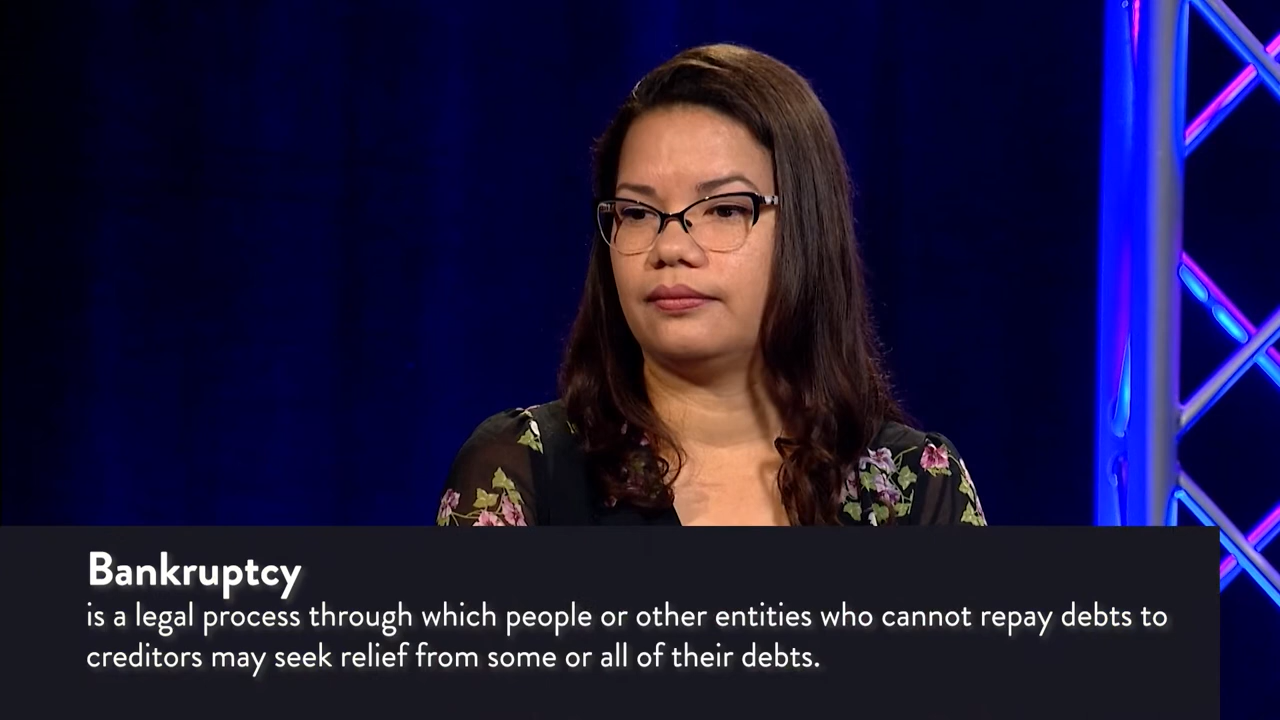 Bankruptcy
is a legal process through which people or other entities who cannot repay debts to
creditors may seek relief from some or all of their debts.